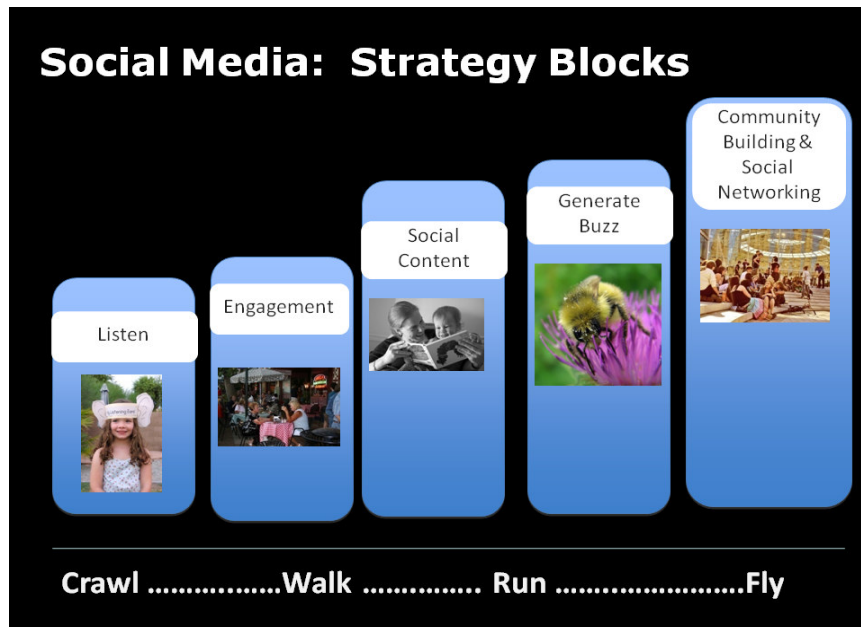 Social Media:  Strategy Blocks
Listen
Engagement
Social
Content
Generate
Buzz
Community
Building &
Social
Networking
Crawl ...............Walk .............. Run ........................Fly